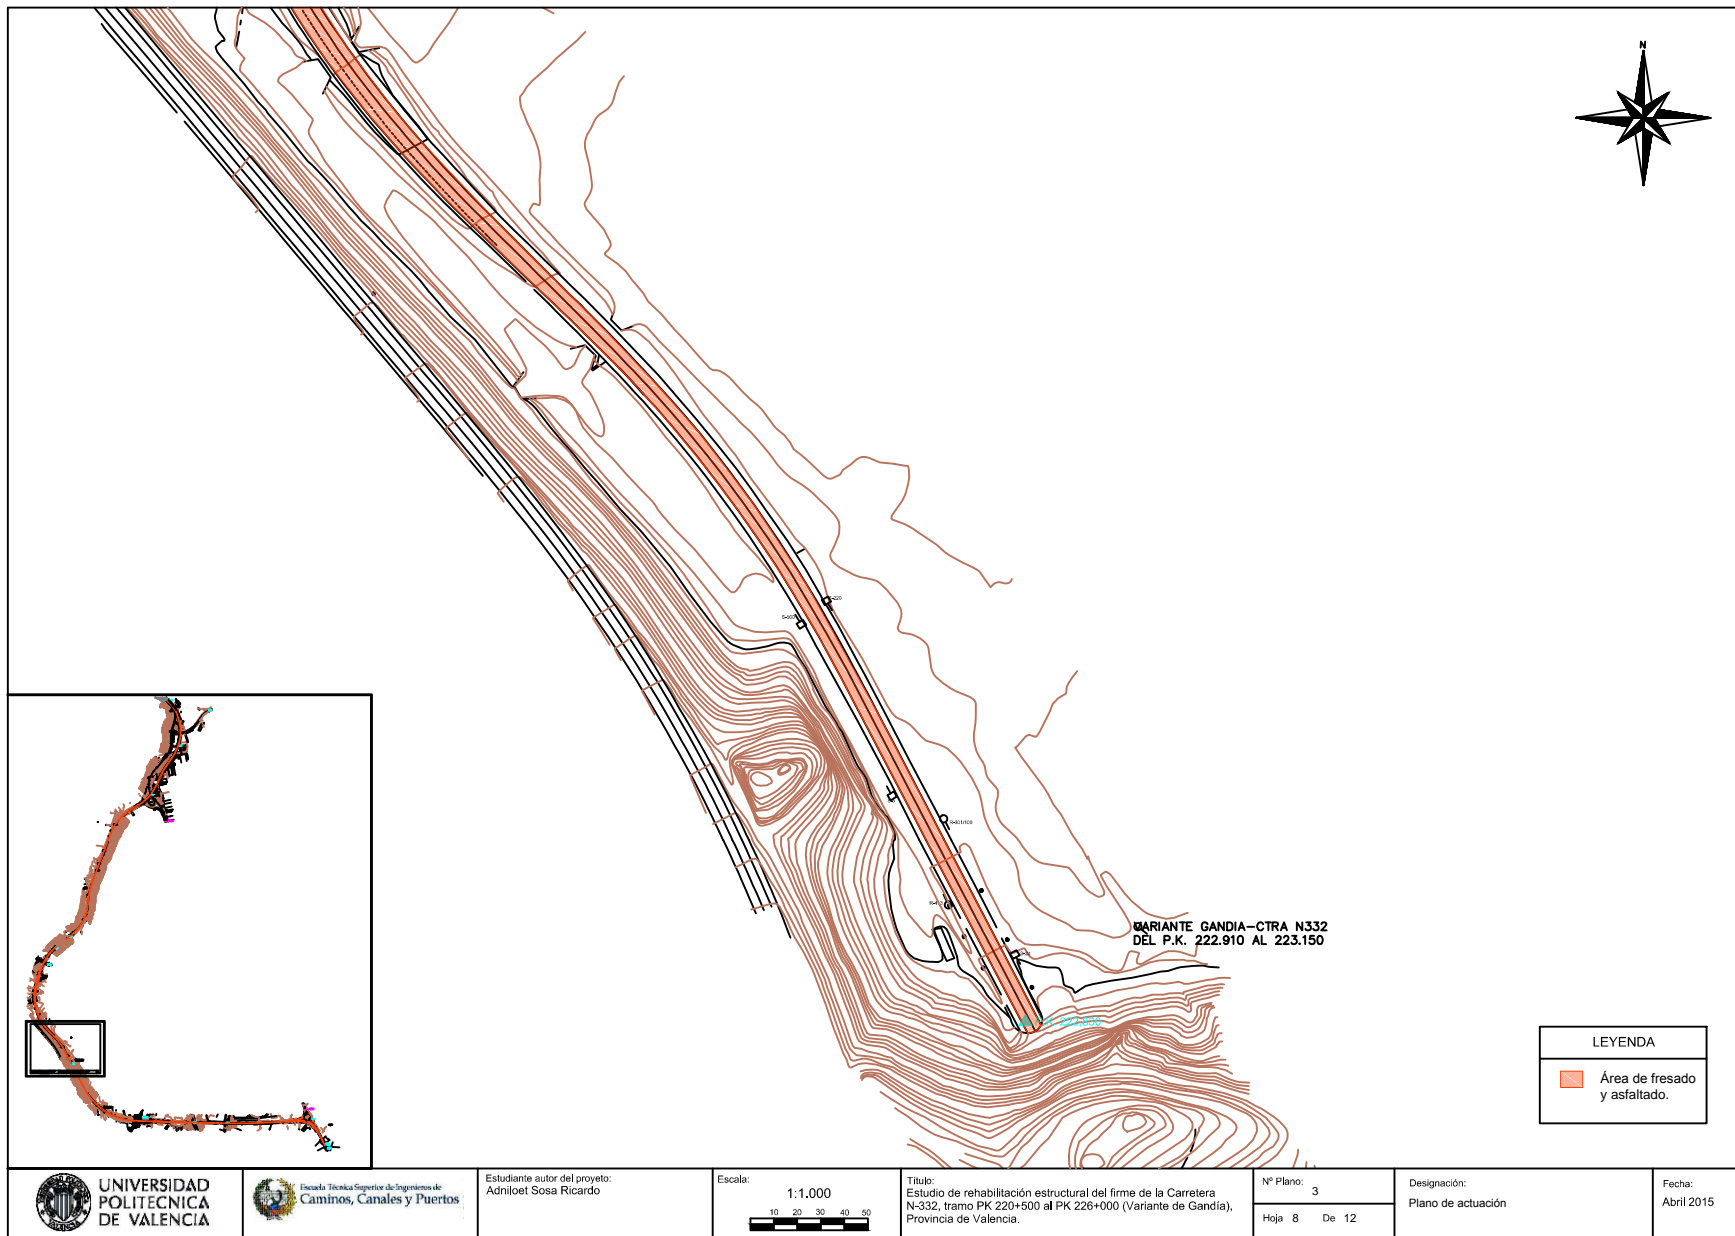 N
S-220
VARIANTE GANDIA-CTRA N332
DEL P.K. 222.910 AL 223.150
LEYENDA
Área de fresado
y asfaltado.
UNIVERSIDAD
POLITECNICA
DE VALENCIA
Escuela Técnica Superior de Ingenieros de
Caminos, Canales y Puertos
Estudiante autor del proyeto:
Adniloet Sosa Ricardo
Escala:
1:1.000
10 20 30 40 50
Título:
Estudio de rehabilitación estructural del firme de la Carretera
N-332, tramo PK 220+500 al PK 226+000 (Variante de Gandía),
Provincia de Valencia.
Nº Plano:
3
Hoja 8 De 12
Designación:
Plano de actuación
Fecha:
Abril 2015